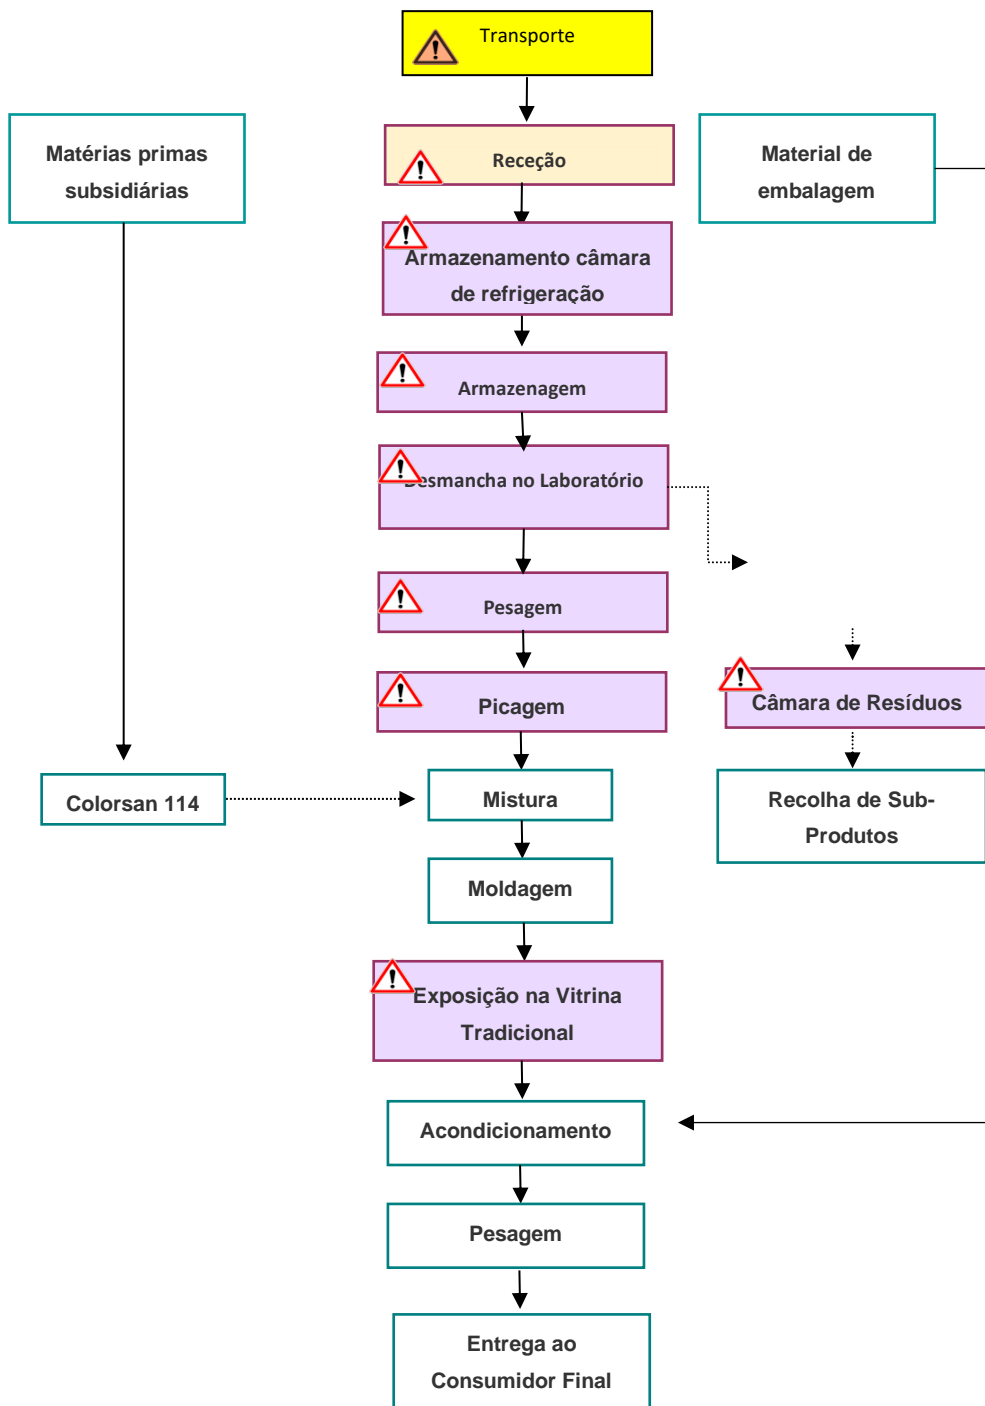 Transporte
Matérias primas
subsidiárias
Receção
Material de
embalagem
Armazenamento câmara
de refrigeração
Armazenagem
Desmancha no Laboratório
Pesagem
Picagem
Câmara de Resíduos
Colorsan 114
Mistura
Recolha de Sub-
Produtos
Moldagem
Exposição na Vitrina
Tradicional
Acondicionamento
Pesagem
Entrega ao
Consumidor Final